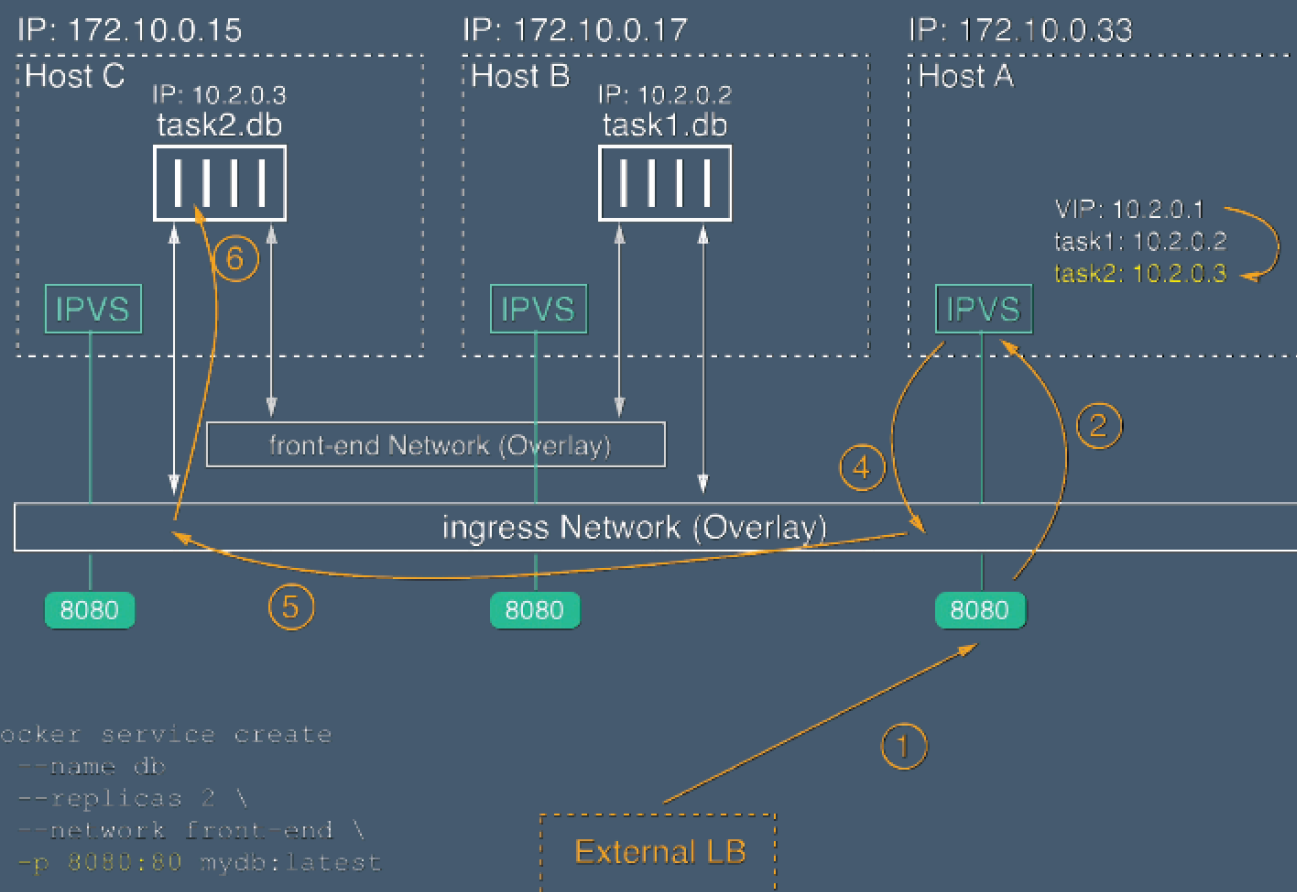 IP: 172.10.0.15
IP: 172.10.0.17
IP: 172.10.0.33
Host C
IP: 10.2.0.3
task2.db
Host B
IP: 10.2.0.2
task1.db
Host A
VIP: 10.2.0.1
task1: 10.2.0.2
task2: 10.2.0.3
6
IPVS
IPVS
IPVS
2
4
front-end Network (Overlay)
ingress Network (Overlay)
5
8080
8080
8080
1
ocker service create
--name db
--replicas 2 \
--network front-end \
-p 8080:80 mydb:latest
External LB